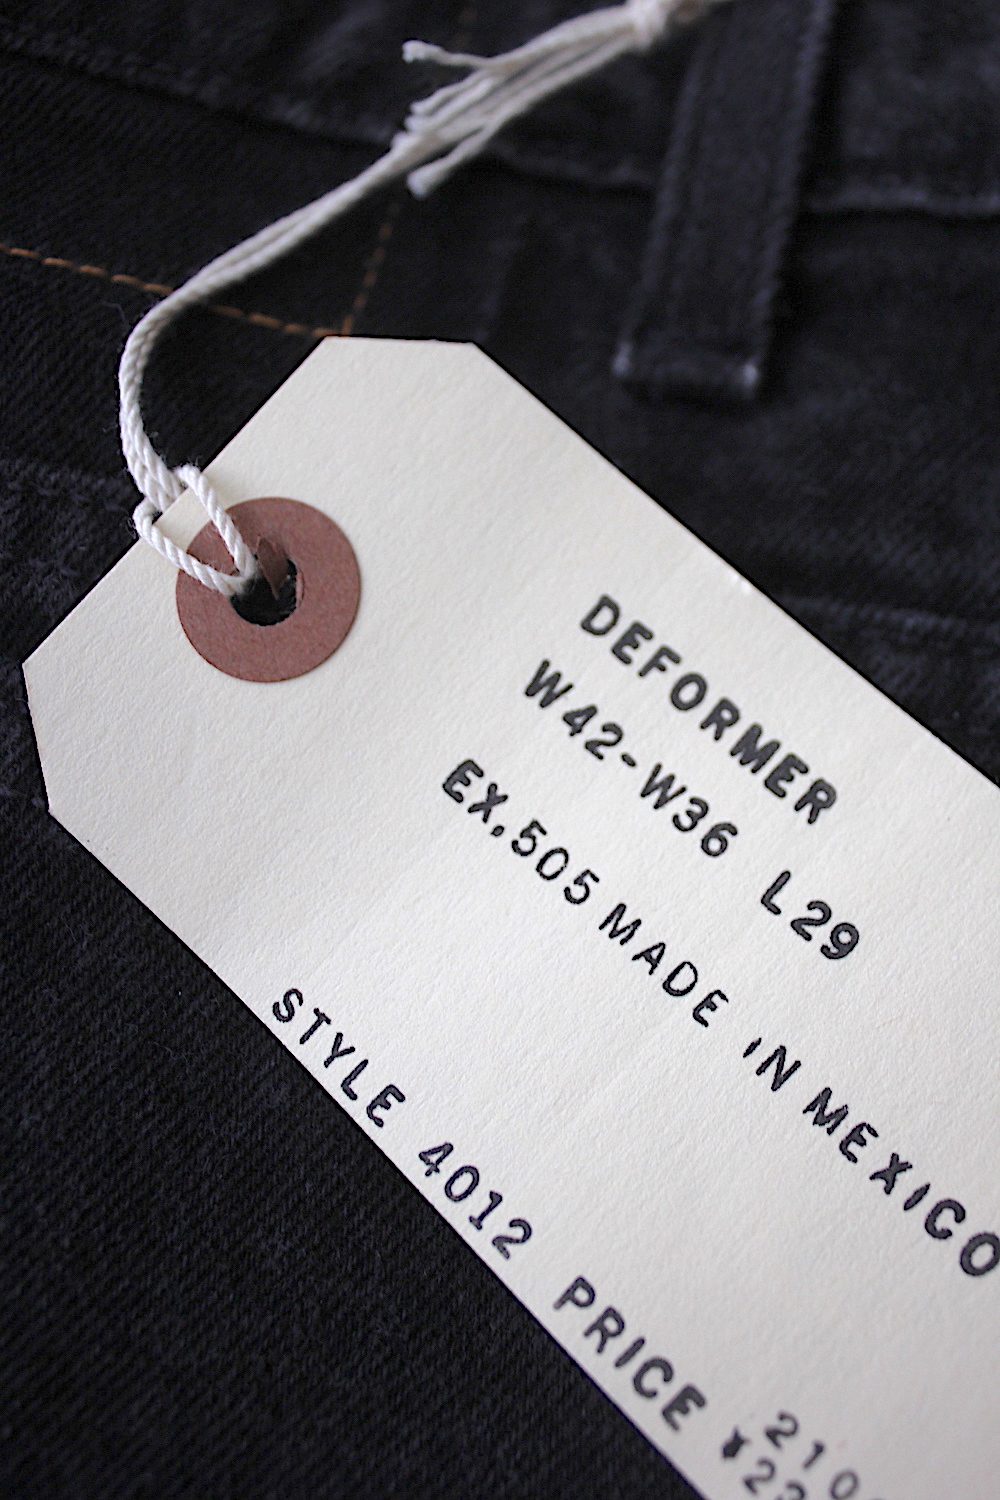 DEFORMER
W42-W36 L29
EX.505 MADE IN MEXICO
STYLE 4012 PRICE